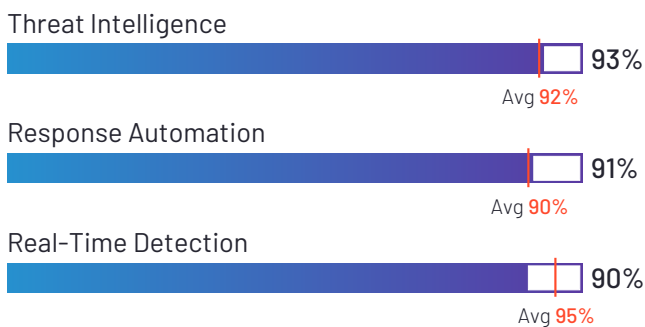 Threat Intelligence
93%
Avg 92%
Response Automation
91%
Avg 90%
Real-Time Detection
90%
Avg 95%